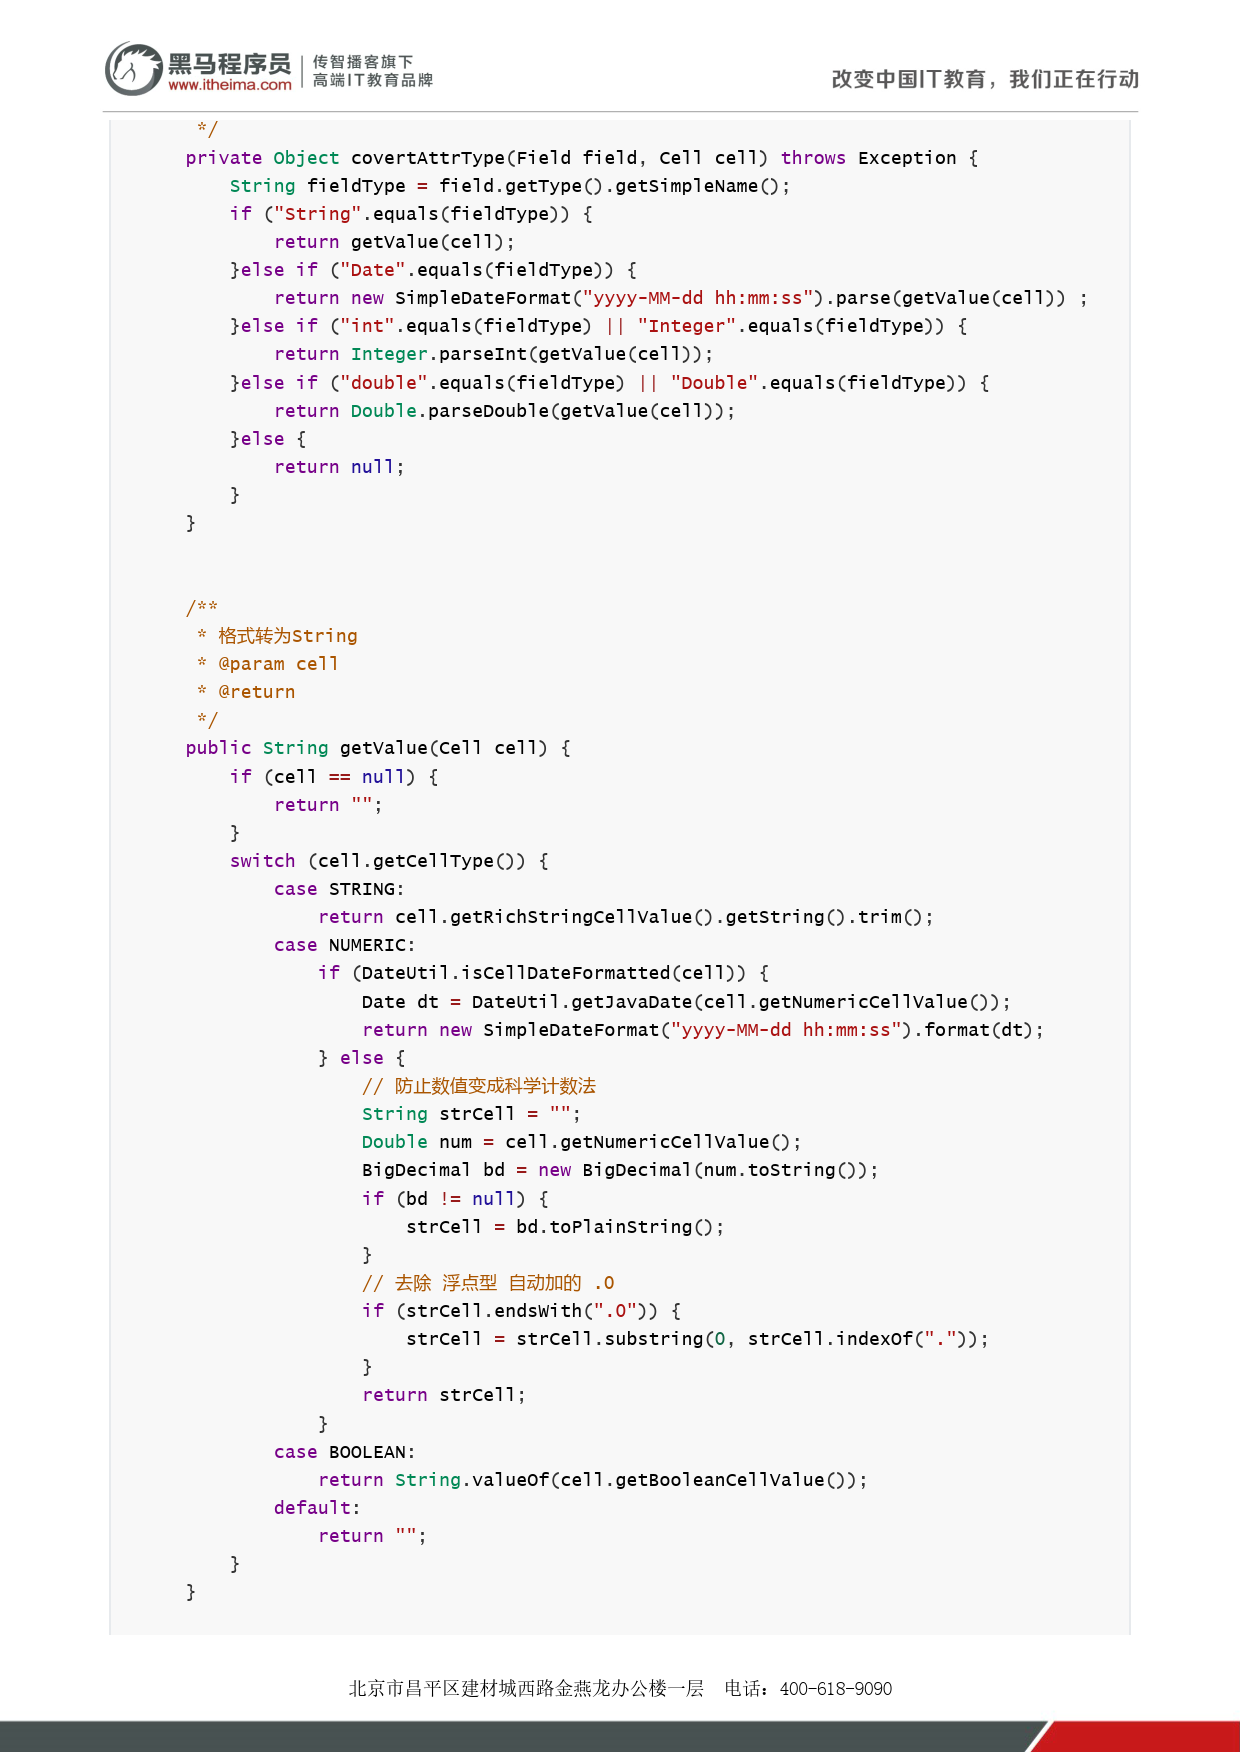 黑马程序员
www.itheima.com
传智播客旗下
高端IT教育品牌
改变中国IT教育，我们正在行动
     */
    private Object covertAttrType(Field field, Cell cell) throws Exception {
        String fieldType = field.getType().getSimpleName();
        if ("String".equals(fieldType)) {
            return getValue(cell);
        }else if ("Date".equals(fieldType)) {
            return new SimpleDateFormat("yyyy-MM-dd hh:mm:ss").parse(getValue(cell)) ;
        }else if ("int".equals(fieldType) || "Integer".equals(fieldType)) {
            return Integer.parseInt(getValue(cell));
        }else if ("double".equals(fieldType) || "Double".equals(fieldType)) {
            return Double.parseDouble(getValue(cell));
        }else {
            return null;
        }
    }
    /**
     * 格式转为String
     * @param cell
     * @return
     */
    public String getValue(Cell cell) {
        if (cell == null) {
            return "";
        }
        switch (cell.getCellType()) {
            case STRING:
                return cell.getRichStringCellValue().getString().trim();
            case NUMERIC:
                if (DateUtil.isCellDateFormatted(cell)) {
                    Date dt = DateUtil.getJavaDate(cell.getNumericCellValue());
                    return new SimpleDateFormat("yyyy-MM-dd hh:mm:ss").format(dt);
                } else {
                    // 防止数值变成科学计数法
                    String strCell = "";
                    Double num = cell.getNumericCellValue();
                    BigDecimal bd = new BigDecimal(num.toString());
                    if (bd != null) {
                        strCell = bd.toPlainString();
                    }
                    // 去除 浮点型 自动加的 .0
                    if (strCell.endsWith(".0")) {
                        strCell = strCell.substring(0, strCell.indexOf("."));
                    }
                    return strCell;
                }
            case BOOLEAN:
                return String.valueOf(cell.getBooleanCellValue());
            default:
                return "";
        }
    }
北京市昌平区建材城西路金燕龙办公楼一层 电话：400-618-9090